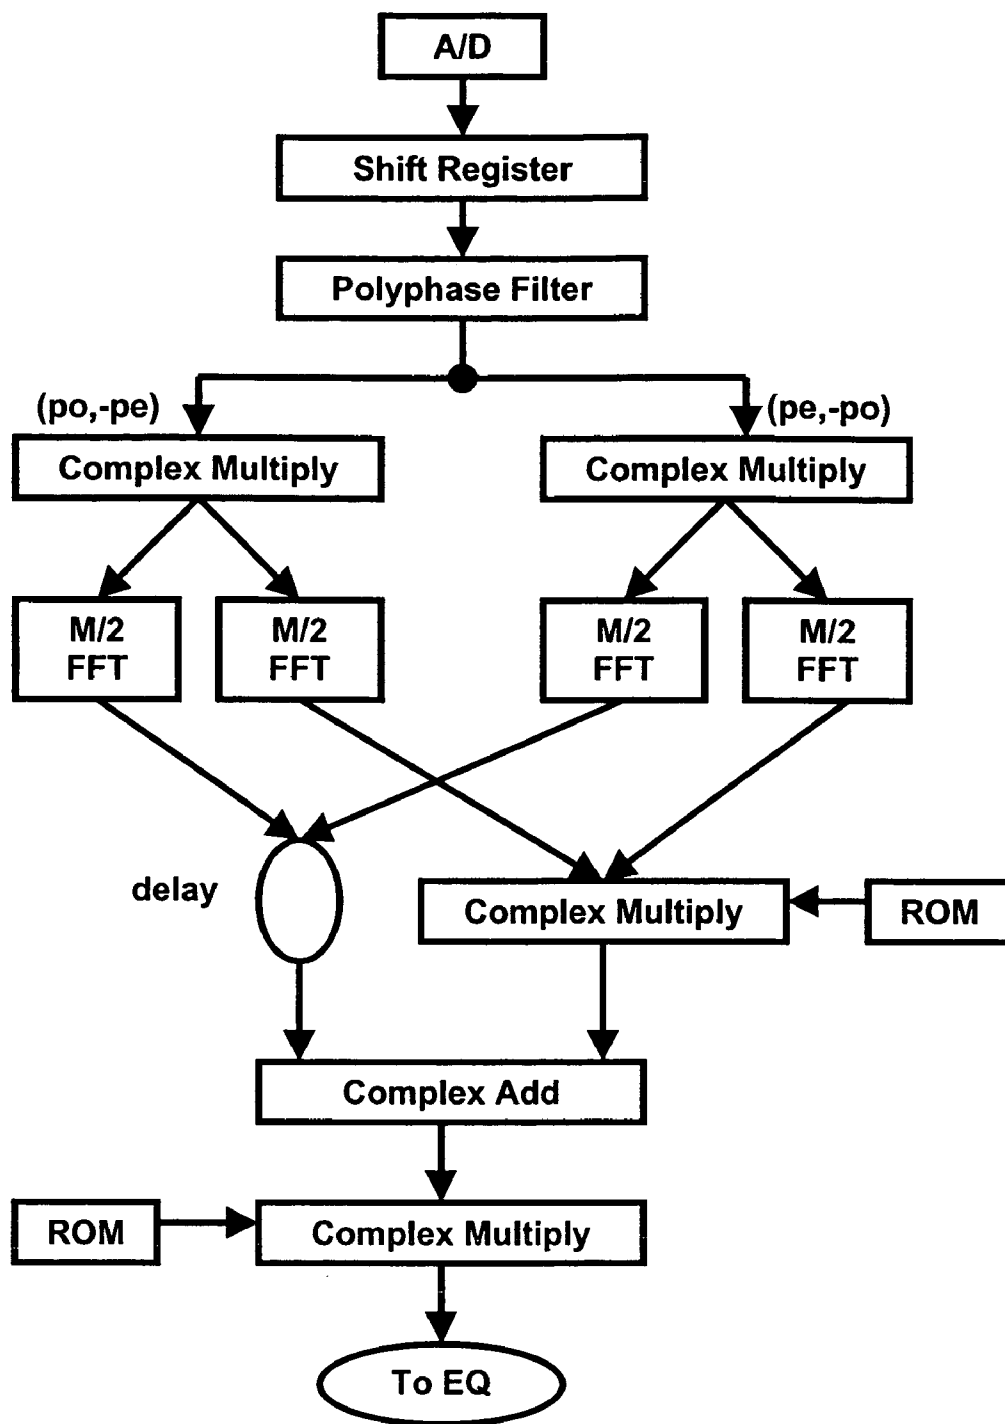 A/D
Shift Register
Polyphase Filter
(po,-pe)
(pe,-po)
Complex Multiply
Complex Multiply
M/2
FFT
M/2
FFT
M/2
FFT
M/2
FFT
delay
Complex Multiply
ROM
Complex Add
ROM
Complex Multiply
To EQ